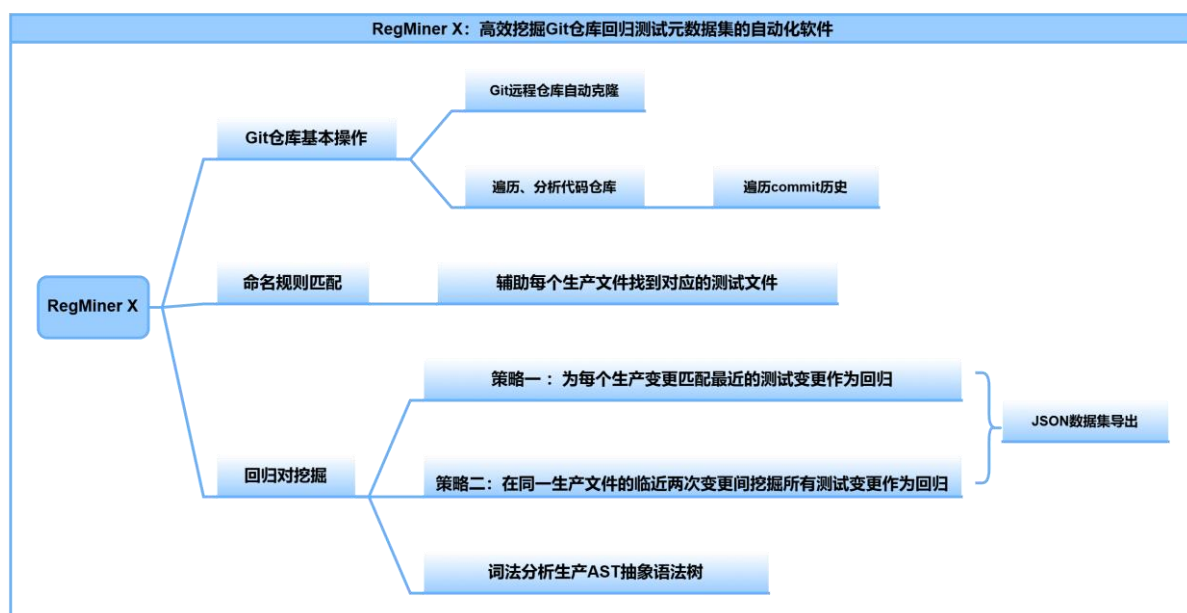 RegMiner X：高效挖掘Git仓库回归测试元数据集的自动化软件
Git远程仓库自动克隆
Git仓库基本操作
遍历、分析代码仓库
遍历commit历史
RegMiner X
命名规则匹配
辅助每个生产文件找到对应的测试文件
策略一 ：为每个生产变更匹配最近的测试变更作为回归
JSON数据集导出
回归对挖掘
策略二：在同一生产文件的临近两次变更间挖掘所有测试变更作为回归
词法分析生产AST抽象语法树